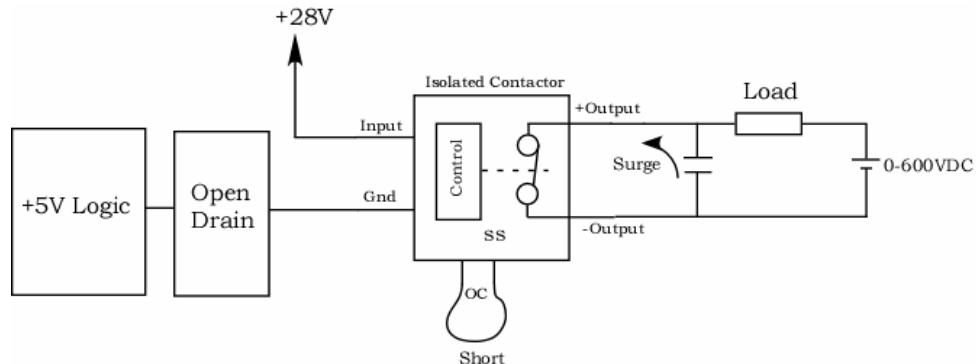 +28V
Isolated Contactor
+Output
Load
Input
Control
Surge
0-600VDC
+5V Logic
Open
Drain
Gnd
SS
-Output
OC
Short